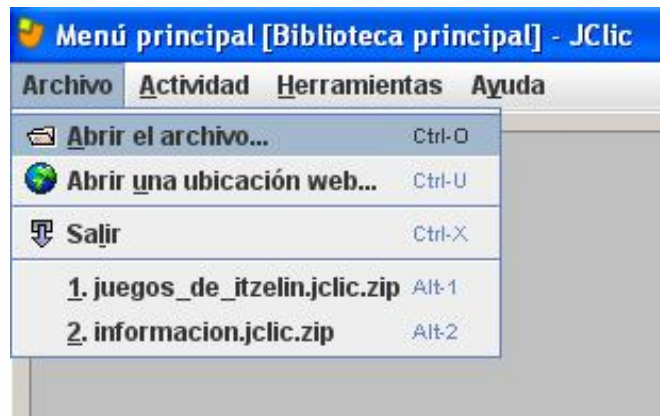 Menú principal [Biblioteca principal] - JClic
Archivo Actividad Herramientas Ayuda
Abrir el archivo... Ctrl-O
Abrir una ubicación web... Ctrl-U
Salir Ctrl-X
1. juegos_de_itzelin.jclic.zip Alt-1
2. informacion.jclic.zip Alt-2